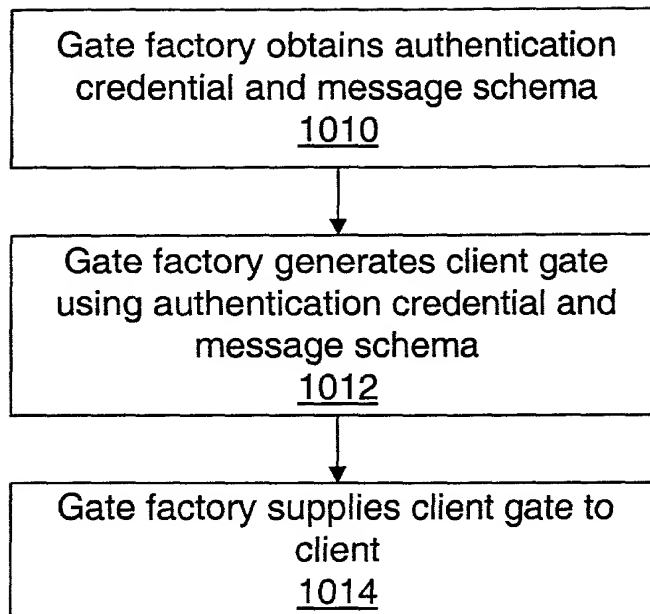 Gate factory obtains authentication
credential and message schema
1010
Gate factory generates client gate
using authentication credential and
message schema
1012
Gate factory supplies client gate to
client
1014